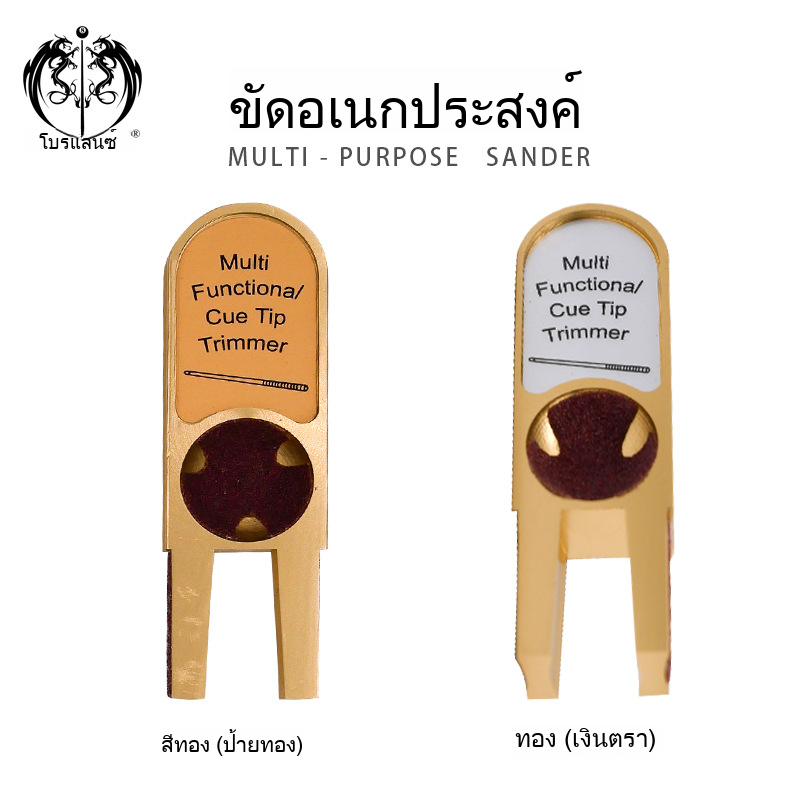 โบรแลนซ์ ®
ขัดอเนกประสงค์
MULTI - PURPOSE SANDER
Multi
Functional
Cue Tip
Trimmer
Multi
Functional
Cue Tip
Trimmer
สีทอง (ป้ายทอง)
ทอง (เงินตรา)